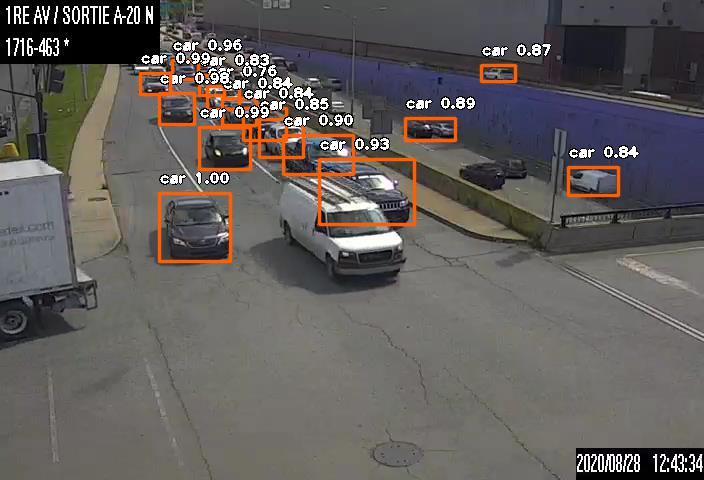 1RE AV / SORTIE A-20 N
1716-463 *
car 0.96
car 0.87
car 0.99
car 0.83
car 0.98
car 0.76
car 0.84
car 0.84
car 0.85
car 0.89
car 0.99
car 0.90
car 0.93
car 0.84
car 1.00
2020/08/28 12:43:34